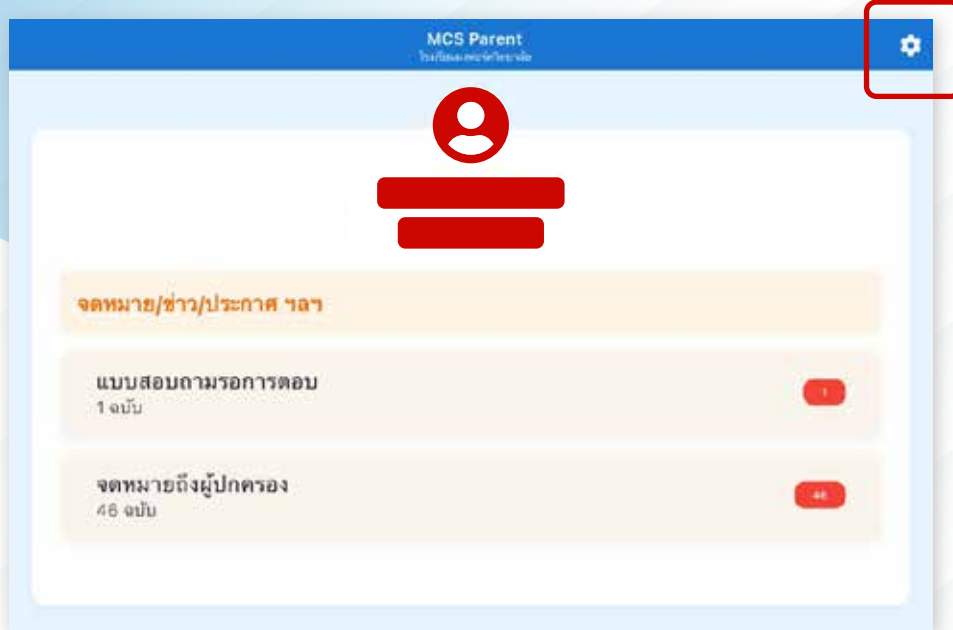 MCS Parent
จดหมาย/ข่าว/ประกาศ ฯลฯ
แบบสอบถามรอการตอบ
1 ฉบับ
1
จดหมายถึงผู้ปกครอง
46 ฉบับ
46